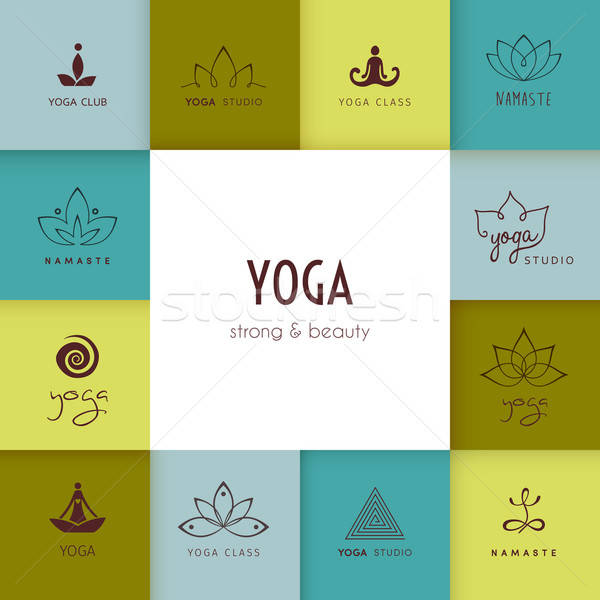 YOGA CLUB
YOGA STUDIO
YOGA CLASS
NAMASTE
NAMASTE
yoga
STUDIO
YOGA
strong & beauty
stockfresh
yoga
yoga
YOGA
YOGA CLASS
YOGA STUDIO
NAMASTE